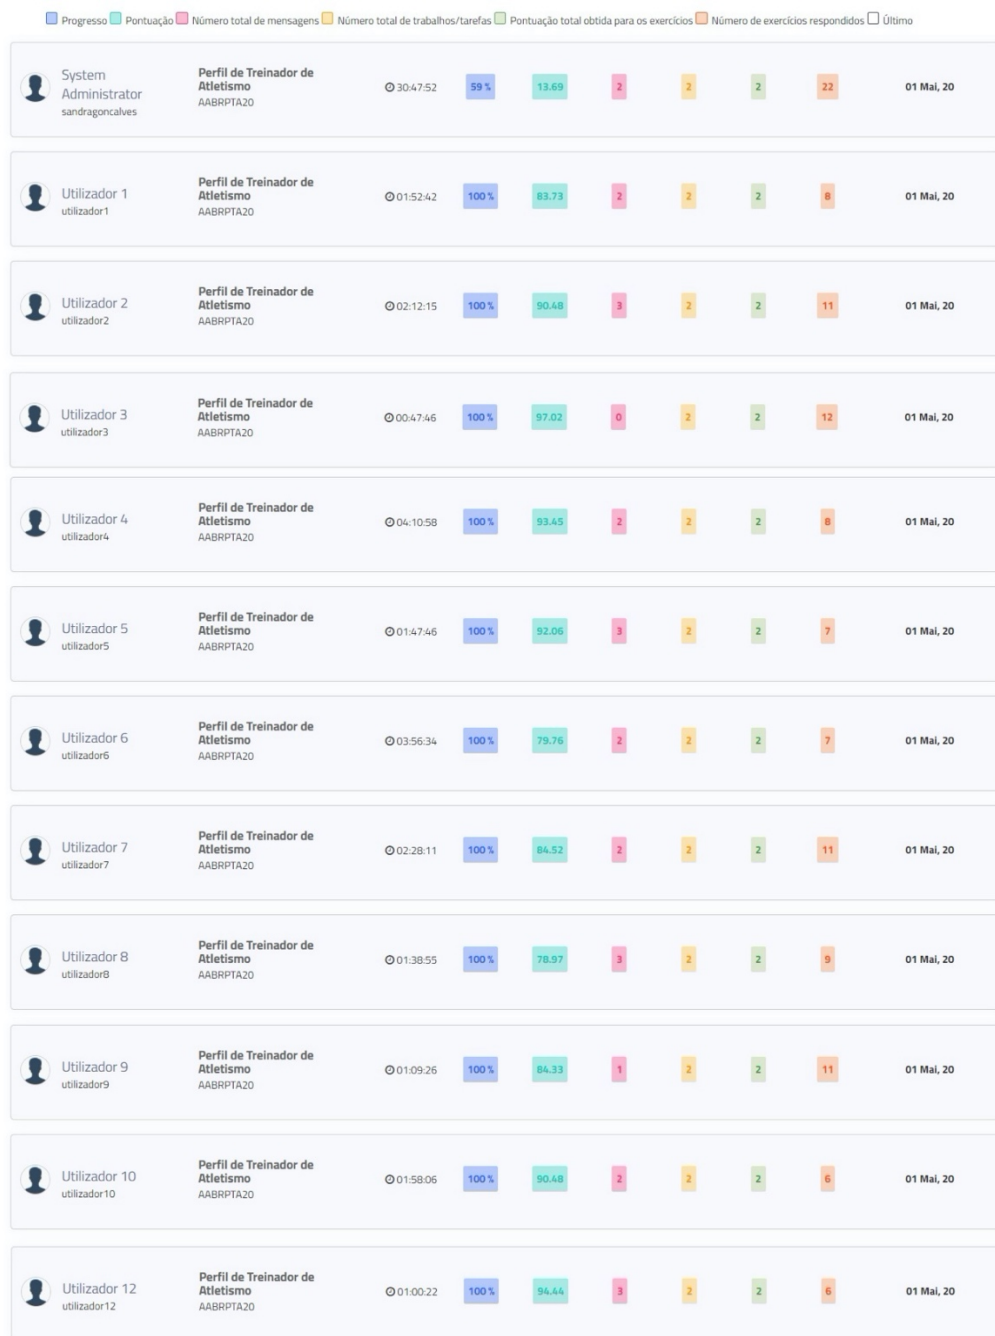 Progresso Pontuação Número total de mensagens Número total de trabalhos/tarefas Pontuação total obtida para os exercícios Número de exercícios respondidos Último
System Administrator
sandragoncalves
Perfil de Treinador de Atletismo
AABRPTA20
30:47:52 59 % 13.69 2 2 2 22 01 Mai, 20
Utilizador 1
utilizador1
Perfil de Treinador de Atletismo
AABRPTA20
01:52:42 100 % 83.73 2 2 2 8 01 Mai, 20
Utilizador 2
utilizador2
Perfil de Treinador de Atletismo
AABRPTA20
02:12:15 100 % 90.48 3 2 2 11 01 Mai, 20
Utilizador 3
utilizador3
Perfil de Treinador de Atletismo
AABRPTA20
00:47:46 100 % 97.02 0 2 2 12 01 Mai, 20
Utilizador 4
utilizador4
Perfil de Treinador de Atletismo
AABRPTA20
04:10:58 100 % 93.45 2 2 2 8 01 Mai, 20
Utilizador 5
utilizador5
Perfil de Treinador de Atletismo
AABRPTA20
01:47:46 100 % 92.06 3 2 2 7 01 Mai, 20
Utilizador 6
utilizador6
Perfil de Treinador de Atletismo
AABRPTA20
03:56:34 100 % 79.76 2 2 2 7 01 Mai, 20
Utilizador 7
utilizador7
Perfil de Treinador de Atletismo
AABRPTA20
02:28:11 100 % 84.52 2 2 2 11 01 Mai, 20
Utilizador 8
utilizador8
Perfil de Treinador de Atletismo
AABRPTA20
01:38:55 100 % 78.97 3 2 2 9 01 Mai, 20
Utilizador 9
utilizador9
Perfil de Treinador de Atletismo
AABRPTA20
01:09:26 100 % 84.33 1 2 2 11 01 Mai, 20
Utilizador 10
utilizador10
Perfil de Treinador de Atletismo
AABRPTA20
01:58:06 100 % 90.48 2 2 2 6 01 Mai, 20
Utilizador 12
utilizador12
Perfil de Treinador de Atletismo
AABRPTA20
01:00:22 100 % 94.44 3 2 2 6 01 Mai, 20